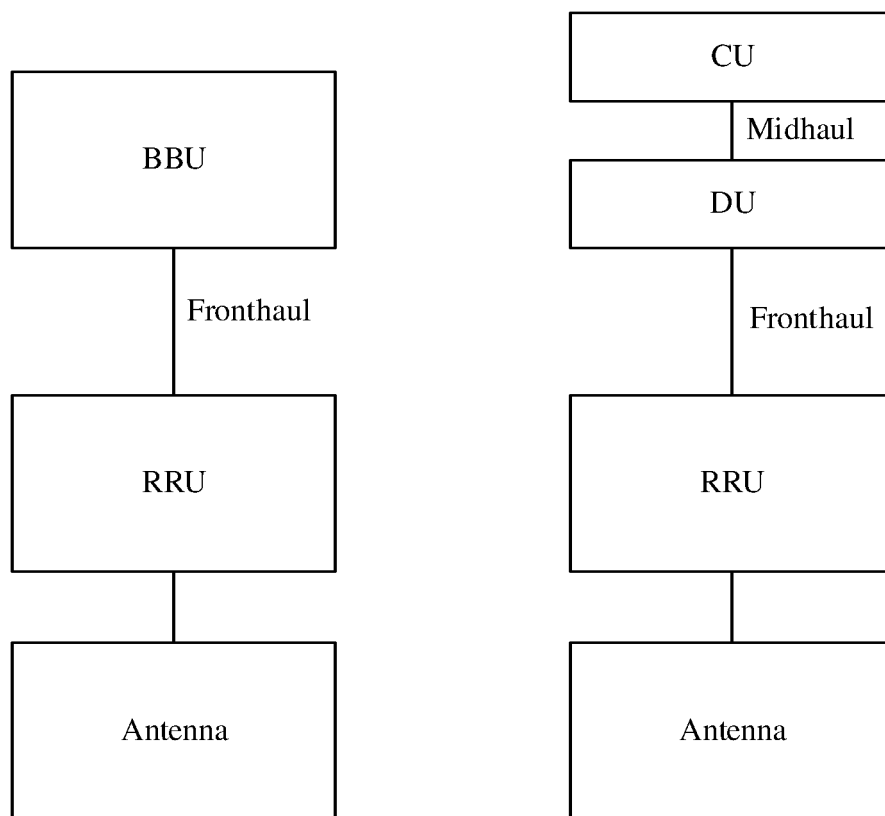 BBU
Fronthaul
RRU
Antenna
CU
Midhaul
DU
Fronthaul
RRU
Antenna